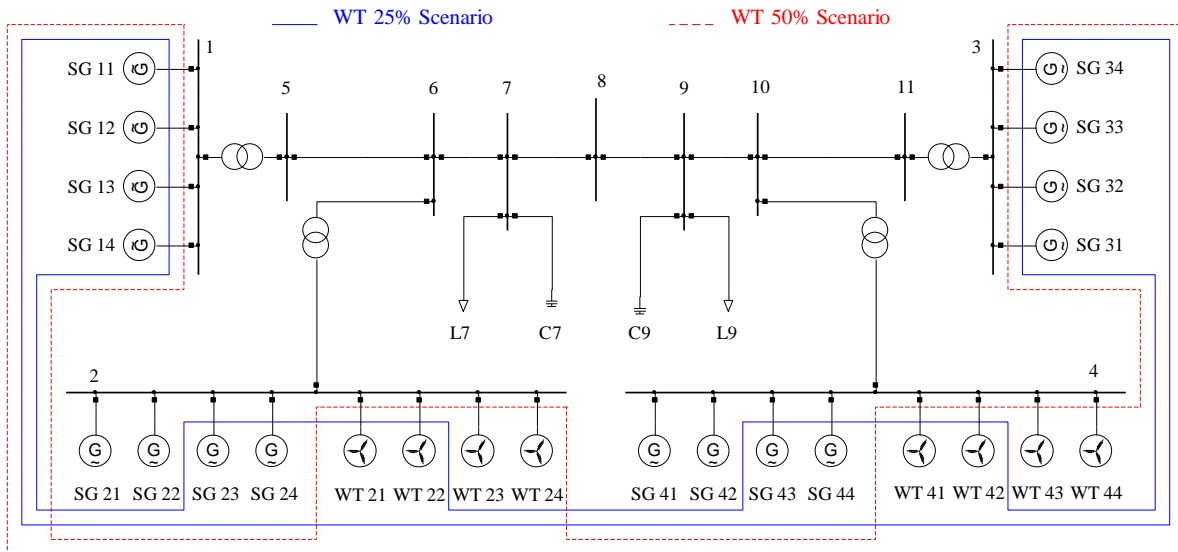 WT 25% Scenario
WT 50% Scenario
1
3
SG 11
G~
G~
SG 34
5
6
7
8
9
10
11
SG 12
G~
G~
SG 33
SG 13
G~
G~
SG 32
SG 14
G~
G~
SG 31
L7
C7
C9
L9
2
4
G~
G~
G~
G~
G~
G~
G~
G~
SG 21
SG 22
SG 23
SG 24
WT 21
WT 22
WT 23
WT 24
SG 41
SG 42
SG 43
SG 44
WT 41
WT 42
WT 43
WT 44